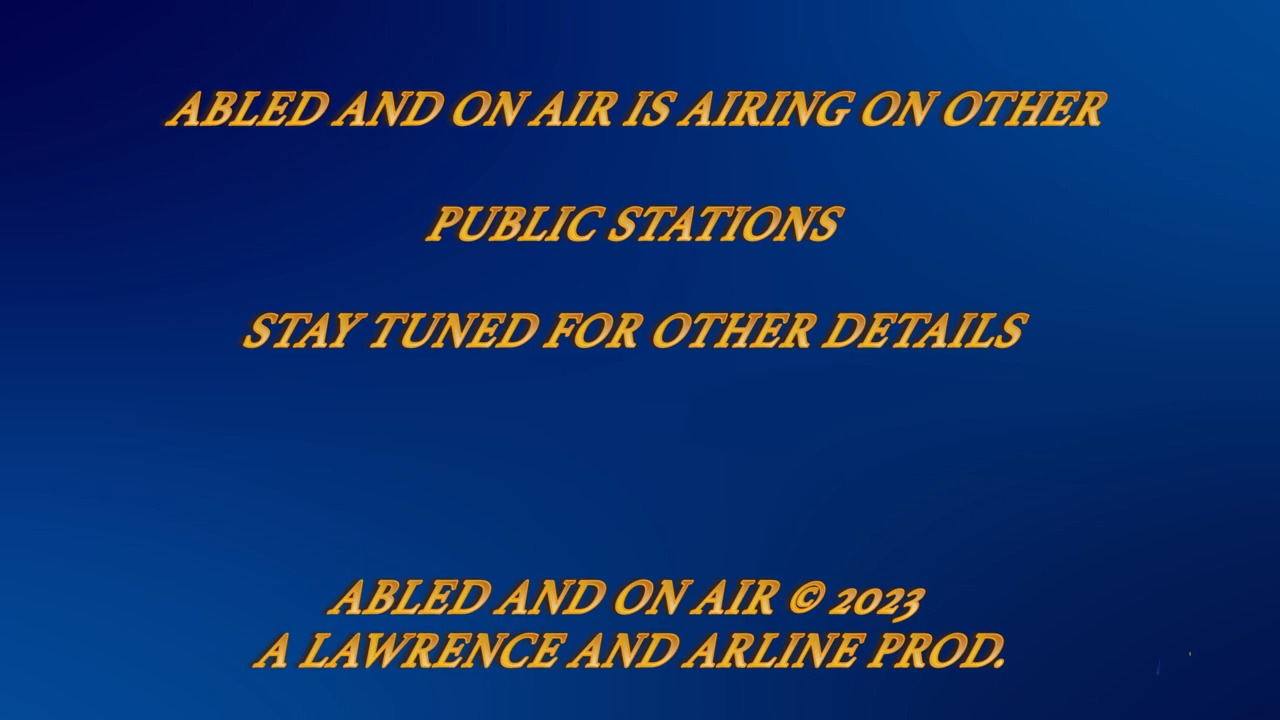 ABLED AND ON AIR IS AIRING ON OTHER
PUBLIC STATIONS
STAY TUNED FOR OTHER DETAILS
ABLED AND ON AIR © 2023
A LAWRENCE AND ARLINE PROD.